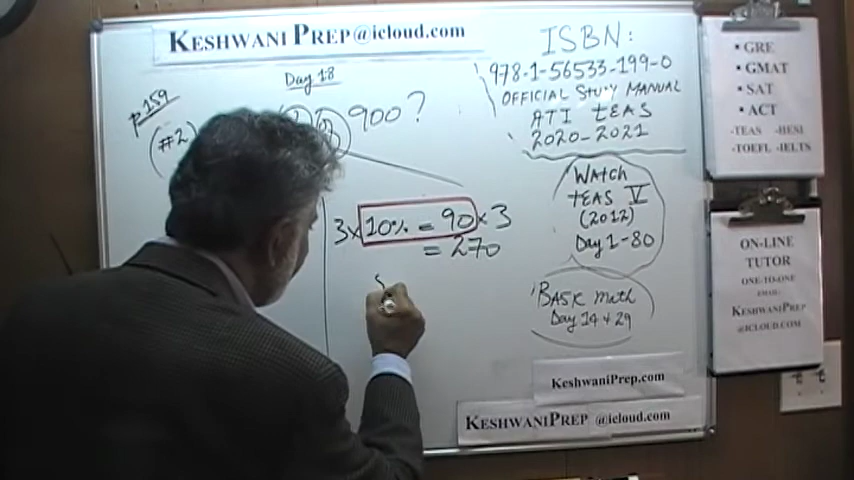 KESHWANI PREP@icloud.com
Day 18
p.159
(#2)
900?
3×10% = 90×3
= 270
ISBN:
978-1-56533-199-0
OFFICIAL STUDY MANUAL
ATI TEAS
2020-2021
WATCH
TEAS V
(2012)
Day 1-80
BASIC Math
Day 14 & 29
KeshwaniPrep.com
KESHWANIPREP @icloud.com
• GRE
• GMAT
• SAT
• ACT
-TEAS -HESI
-TOEFL -IELTS
ON-LINE
TUTOR
ONE-TO-ONE
EMAIL:
KESHWANIPREP
@ICLOUD.COM